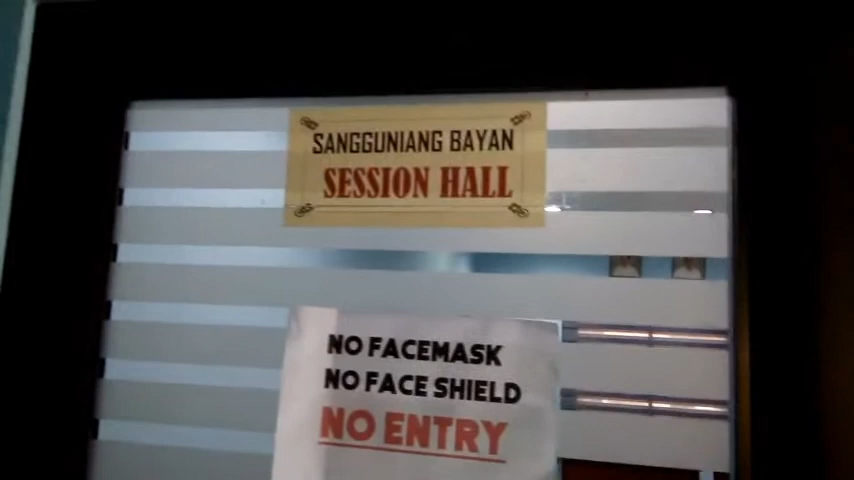 SANGGUNIANG BAYAN
SESSION HALL
NO FACEMASK
NO FACE SHIELD
NO ENTRY